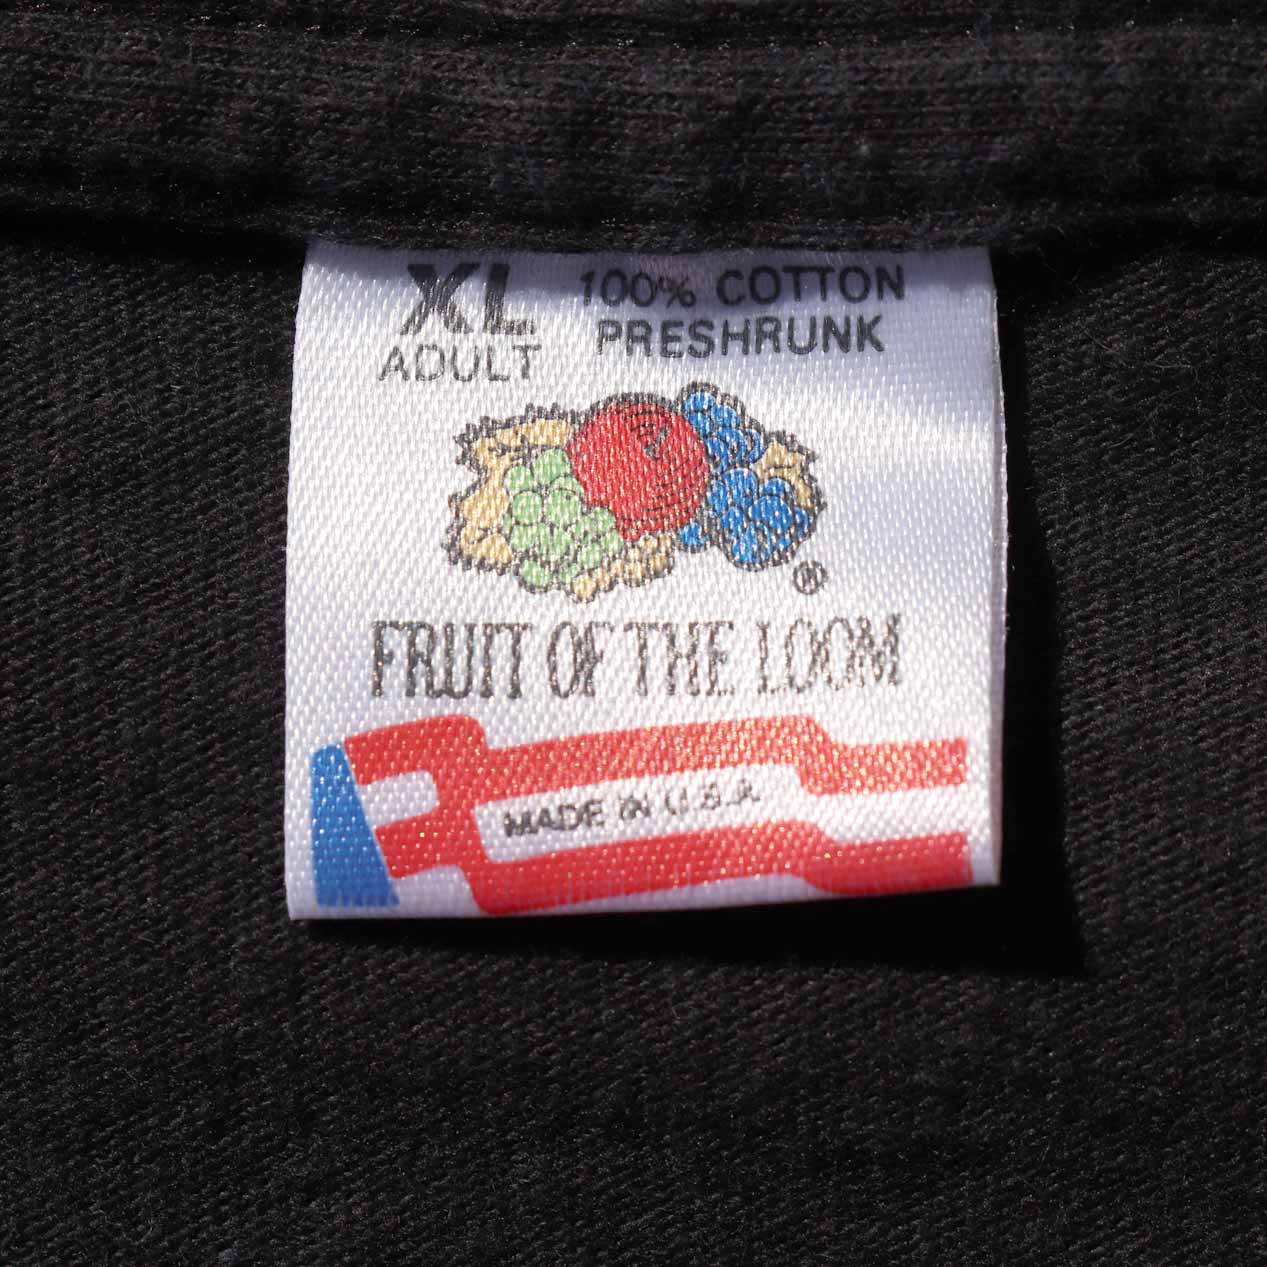 XL
ADULT
100% COTTON
PRESHRUNK
®
FRUIT OF THE LOOM
MADE IN U.S.A